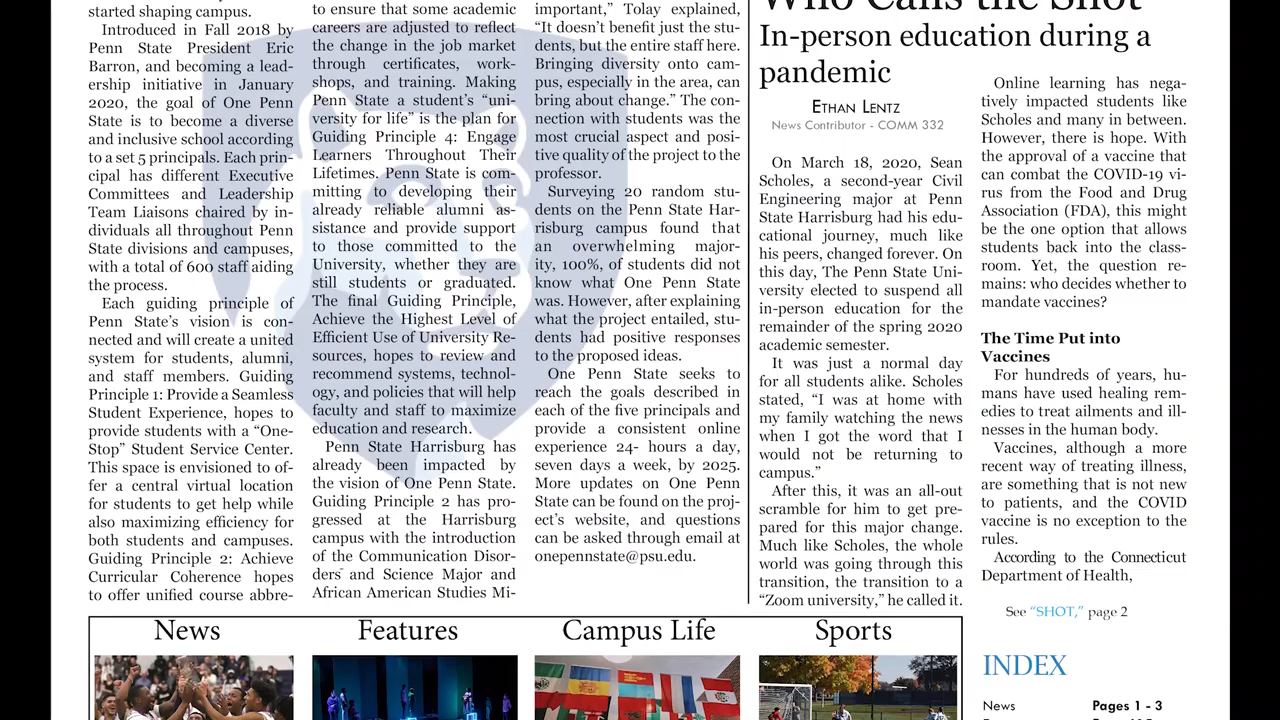 started shaping campus.
Introduced in Fall 2018 by
Penn State President Eric
Barron, and becoming a lead-
ership initiative in January
2020, the goal of One Penn
State is to become a diverse
and inclusive school according
to a set 5 principals. Each prin-
cipal has different Executive
Committees and Leadership
Team Liaisons chaired by in-
dividuals all throughout Penn
State divisions and campuses,
with a total of 600 staff aiding
the process.
Each guiding principle of
Penn State’s vision is con-
nected and will create a united
system for students, alumni,
and staff members. Guiding
Principle 1: Provide a Seamless
Student Experience, hopes to
provide students with a “One-
Stop” Student Service Center.
This space is envisioned to of-
fer a central virtual location
for students to get help while
also maximizing efficiency for
both students and campuses.
Guiding Principle 2: Achieve
Curricular Coherence hopes
to offer unified course abbre-
to ensure that some academic
careers are adjusted to reflect
the change in the job market
through certificates, work-
shops, and training. Making
Penn State a student’s “uni-
versity for life” is the plan for
Guiding Principle 4: Engage
Learners Throughout Their
Lifetimes. Penn State is com-
mitting to developing their
already reliable alumni as-
sistance and provide support
to those committed to the
University, whether they are
still students or graduated.
The final Guiding Principle,
Achieve the Highest Level of
Efficient Use of University Re-
sources, hopes to review and
recommend systems, technol-
ogy, and policies that will help
faculty and staff to maximize
education and research.
Penn State Harrisburg has
already been impacted by
the vision of One Penn State.
Guiding Principle 2 has pro-
gressed at the Harrisburg
campus with the introduction
of the Communication Disor-
ders and Science Major and
African American Studies Mi-
important,” Tolay explained,
“It doesn’t benefit just the stu-
dents, but the entire staff here.
Bringing diversity onto cam-
pus, especially in the area, can
bring about change.” The con-
nection with students was the
most crucial aspect and posi-
tive quality of the project to the
professor.
Surveying 20 random stu-
dents on the Penn State Har-
risburg campus found that
an overwhelming major-
ity, 100%, of students did not
know what One Penn State
was. However, after explaining
what the project entailed, stu-
dents had positive responses
to the proposed ideas.
One Penn State seeks to
reach the goals described in
each of the five principals and
provide a consistent online
experience 24- hours a day,
seven days a week, by 2025.
More updates on One Penn
State can be found on the proj-
ect’s website, and questions
can be asked through email at
onepennstate@psu.edu.
Who Calls the Shot
In-person education during a
pandemic
Ethan Lentz
News Contributor - COMM 332
On March 18, 2020, Sean
Scholes, a second-year Civil
Engineering major at Penn
State Harrisburg had his edu-
cational journey, much like
his peers, changed forever. On
this day, The Penn State Uni-
versity elected to suspend all
in-person education for the
remainder of the spring 2020
academic semester.
It was just a normal day
for all students alike. Scholes
stated, “I was at home with
my family watching the news
when I got the word that I
would not be returning to
campus.”
After this, it was an all-out
scramble for him to get pre-
pared for this major change.
Much like Scholes, the whole
world was going through this
transition, the transition to a
“Zoom university,” he called it.
Online learning has nega-
tively impacted students like
Scholes and many in between.
However, there is hope. With
the approval of a vaccine that
can combat the COVID-19 vi-
rus from the Food and Drug
Association (FDA), this might
be the one option that allows
students back into the class-
room. Yet, the question re-
mains: who decides whether to
mandate vaccines?
The Time Put into
Vaccines
For hundreds of years, hu-
mans have used healing rem-
edies to treat ailments and ill-
nesses in the human body.
Vaccines, although a more
recent way of treating illness,
are something that is not new
to patients, and the COVID
vaccine is no exception to the
rules.
According to the Connecticut
Department of Health,
See “SHOT,” page 2
News
Features
Campus Life
Sports
INDEX
News Pages 1 - 3